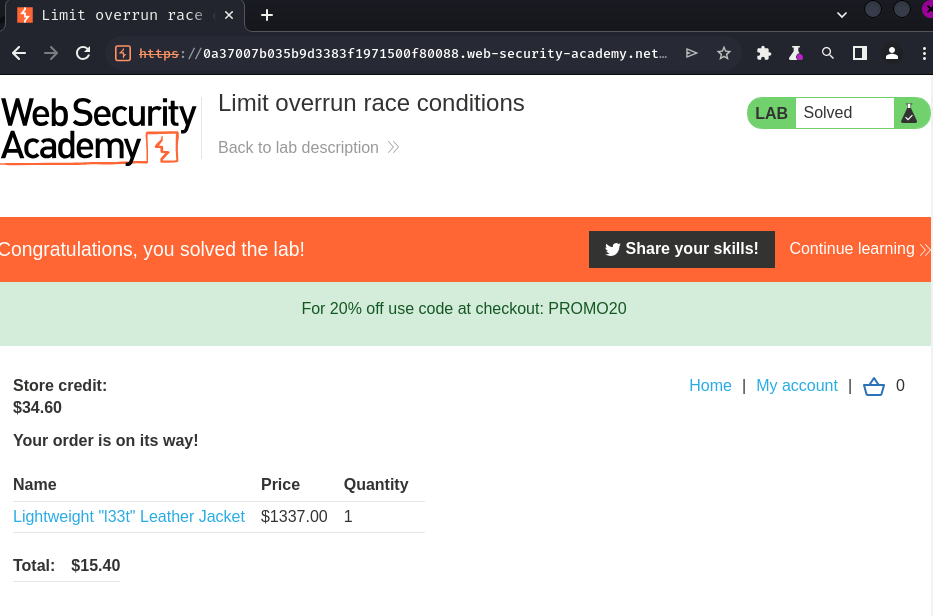 Limit overrun race
https://0a37007b035b9d3383f1971500f80088.web-security-academy.net…
Web Security
Academy
Limit overrun race conditions
Back to lab description
LAB Solved
Congratulations, you solved the lab!
Share your skills!
Continue learning
For 20% off use code at checkout: PROMO20
Store credit:
$34.60
Home | My account | 0
Your order is on its way!
Name Price Quantity
Lightweight "l33t" Leather Jacket $1337.00 1
Total: $15.40